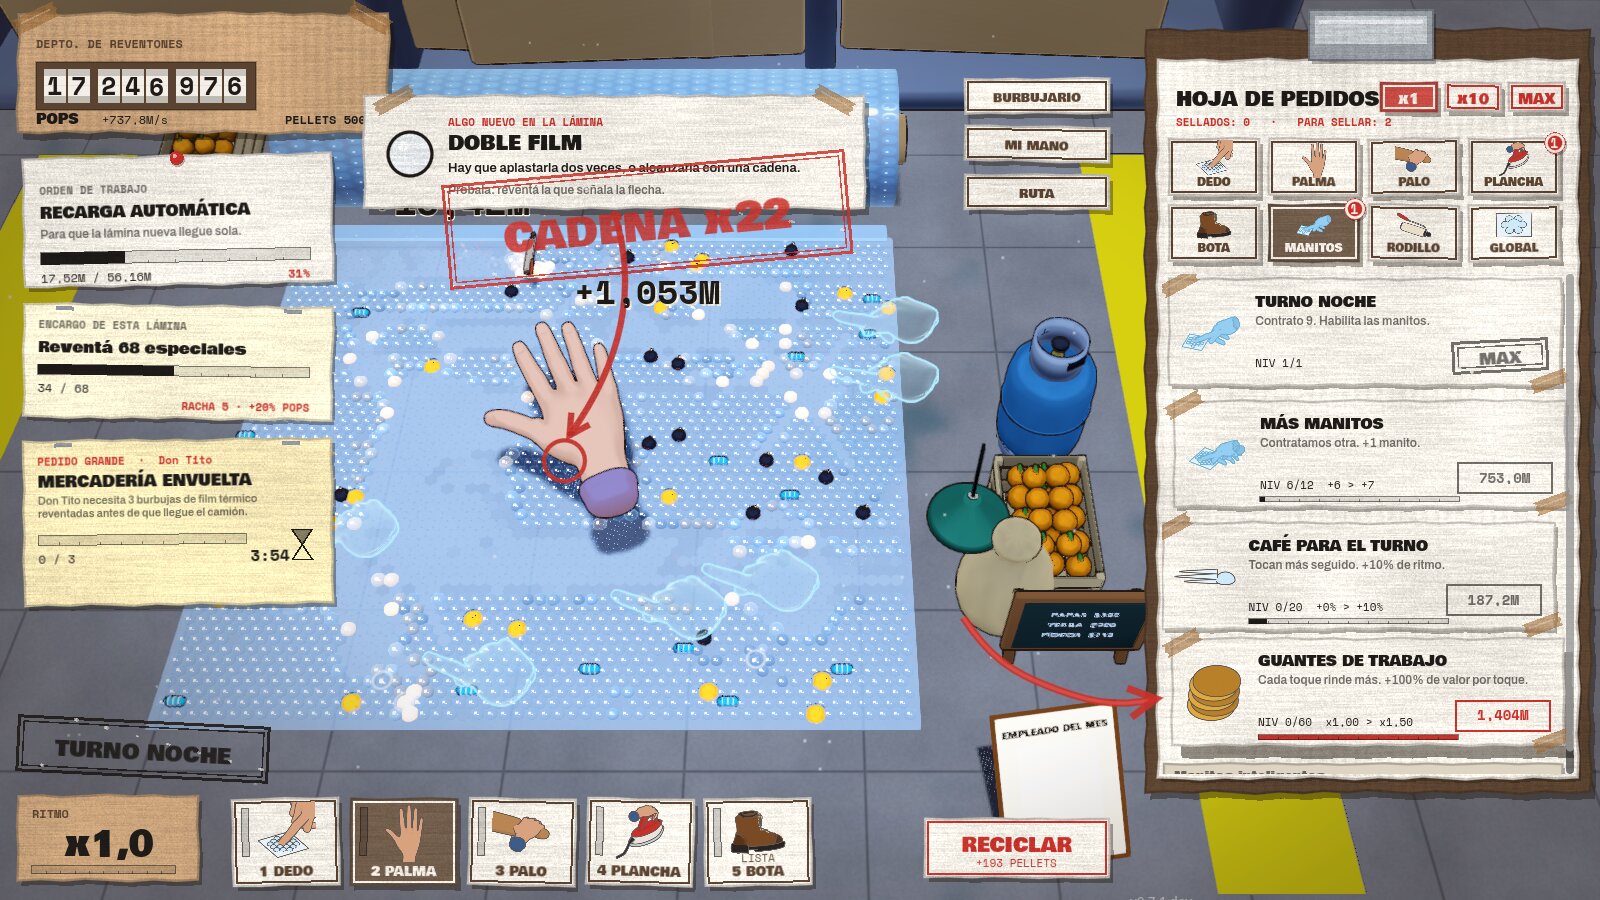 DEPTO. DE REVENTONES
17 246 976
POPS +737,8M/s PELLETS 500
ORDEN DE TRABAJO
RECARGA AUTOMÁTICA
Para que la lámina nueva llegue sola.
17,52M / 56,16M 31%
ENCARGO DE ESTA LÁMINA
Reventá 68 especiales
34 / 68
RACHA 5 · +20% POPS
PEDIDO GRANDE · Don Tito
MERCADERÍA ENVUELTA
Don Tito necesita 3 burbujas de film térmico
reventadas antes de que llegue el camión.
0 / 3 3:54
TURNO NOCHE
RITMO
x1,0
1 DEDO
2 PALMA
3 PALO
4 PLANCHA
LISTA
5 BOTA
ALGO NUEVO EN LA LÁMINA
DOBLE FILM
Hay que aplastarla dos veces, o alcanzarla con una cadena.
Probala: reventá la que señala la flecha.
CADENA x22
+1,053M
BURBUJARIO
MI MANO
RUTA
EMPLEADO DEL MES
RECICLAR
+193 PELLETS
HOJA DE PEDIDOS x1 x10 MAX
SELLADOS: 0 · PARA SELLAR: 2
DEDO
PALMA
PALO
PLANCHA
1
BOTA
MANITOS
1
RODILLO
GLOBAL
TURNO NOCHE
Contrato 9. Habilita las manitos.
NIV 1/1
MAX
MÁS MANITOS
Contratamos otra. +1 manito.
NIV 6/12 +6 > +7
753,0M
CAFÉ PARA EL TURNO
Tocan más seguido. +10% de ritmo.
NIV 0/20 +0% > +10%
187,2M
GUANTES DE TRABAJO
Cada toque rinde más. +100% de valor por toque.
NIV 0/60 x1,00 > x1,50
1,404M